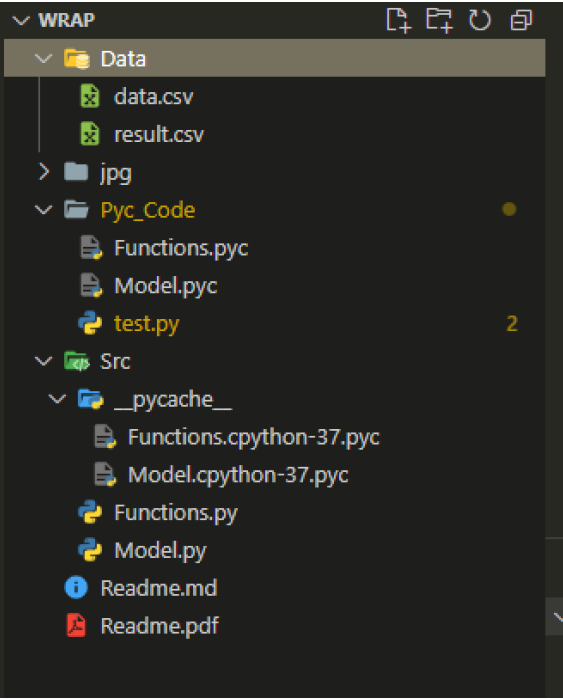 WRAP
Data
data.csv
result.csv
jpg
Pyc_Code
Functions.pyc
Model.pyc
test.py 2
Src
__pycache__
Functions.cpython-37.pyc
Model.cpython-37.pyc
Functions.py
Model.py
Readme.md
Readme.pdf